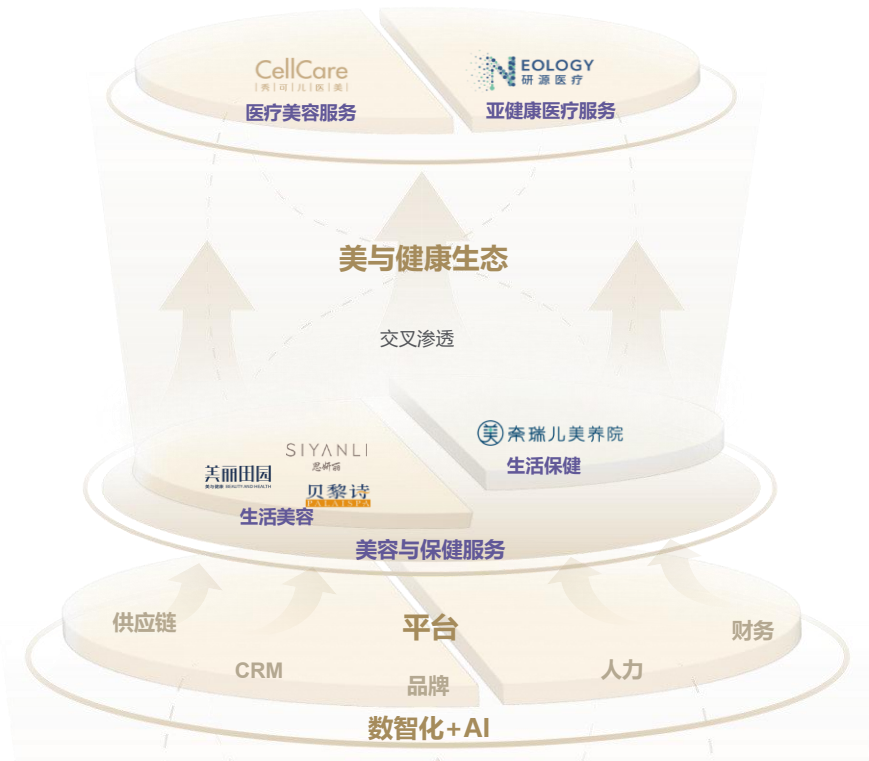 CellCare
秀|可|儿|医|美
NEOLOGY
研源医疗
医疗美容服务
亚健康医疗服务
美与健康生态
交叉渗透
SIYANLI
思妍丽
美丽田园
美与健康 BEAUTY AND HEALTH
贝黎诗
PALAISPA
生活美容
奈瑞儿美养院
生活保健
美容与保健服务
供应链
平台
财务
CRM
品牌
人力
数智化+AI